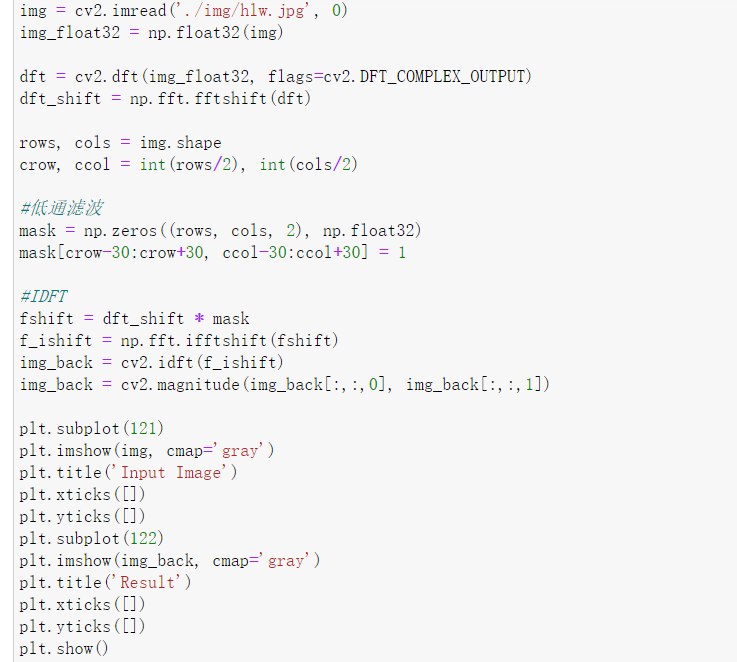 img = cv2.imread('./img/hlw.jpg', 0)
img_float32 = np.float32(img)
dft = cv2.dft(img_float32, flags=cv2.DFT_COMPLEX_OUTPUT)
dft_shift = np.fft.fftshift(dft)
rows, cols = img.shape
crow, ccol = int(rows/2), int(cols/2)
#低通滤波
mask = np.zeros((rows, cols, 2), np.float32)
mask[crow-30:crow+30, ccol-30:ccol+30] = 1
#IDFT
fshift = dft_shift * mask
f_ishift = np.fft.ifftshift(fshift)
img_back = cv2.idft(f_ishift)
img_back = cv2.magnitude(img_back[:,:,0], img_back[:,:,1])
plt.subplot(121)
plt.imshow(img, cmap='gray')
plt.title('Input Image')
plt.xticks([])
plt.yticks([])
plt.subplot(122)
plt.imshow(img_back, cmap='gray')
plt.title('Result')
plt.xticks([])
plt.yticks([])
plt.show()